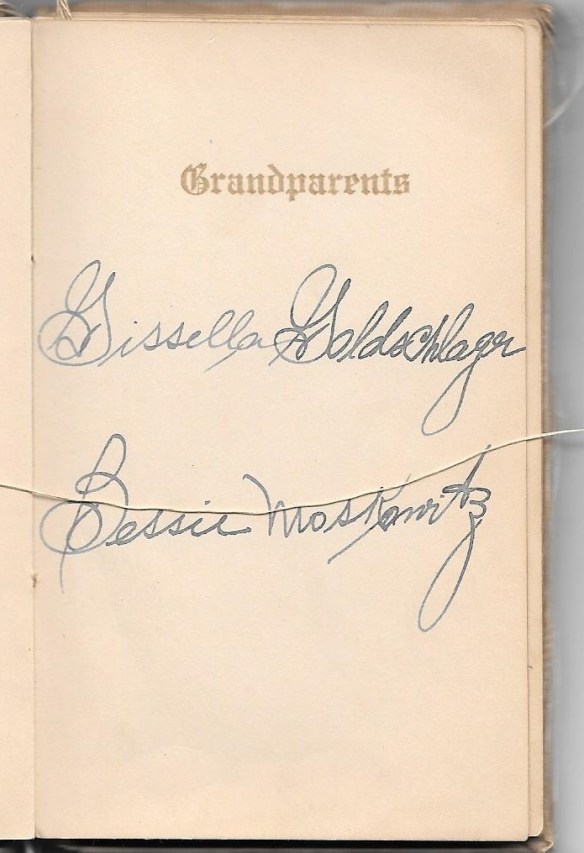 Grandparents
Gissella Goldschlager
Bessie Moskowitz